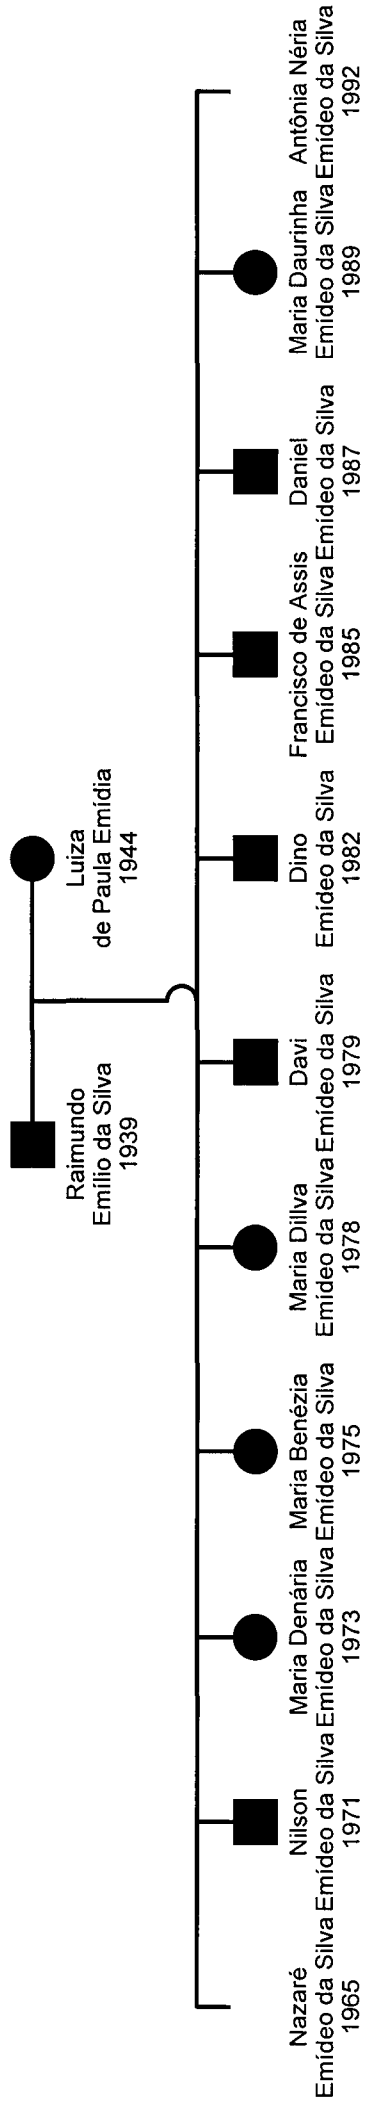 Raimundo
Emílio da Silva
1939
Luiza
de Paula Emídia
1944
Nazaré
Emídeo da Silva
1965
Nilson
Emídeo da Silva
1971
Maria Denária
Emídeo da Silva
1973
Maria Benézia
Emídeo da Silva
1975
Maria Dillva
Emídeo da Silva
1978
Davi
Emídeo da Silva
1979
Dino
Emídeo da Silva
1982
Francisco de Assis
Emídeo da Silva
1985
Daniel
Emídeo da Silva
1987
Maria Daurinha
Emídeo da Silva
1989
Antônia Néria
Emídeo da Silva
1992